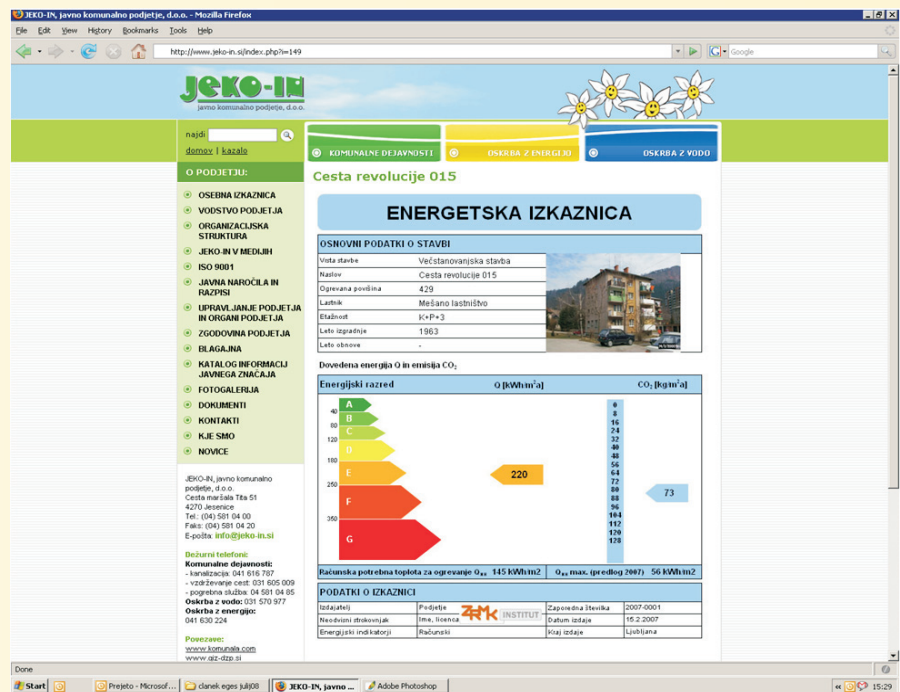 JEKO-IN, javno komunalno podjetje, d.o.o. - Mozilla Firefox
File Edit View History Bookmarks Tools Help
http://www.jeko-in.si/index.php?i=149
Google
JEKO-IN
javno komunalno podjetje, d.o.o.
najdi
domov | kazalo
KOMUNALNE DEJAVNOSTI
OSKRBA Z ENERGIJO
OSKRBA Z VODO
O PODJETJU:
OSEBNA IZKAZNICA
VODSTVO PODJETJA
ORGANIZACIJSKA
STRUKTURA
JEKO-IN V MEDIJIH
ISO 9001
JAVNA NAROČILA IN
RAZPISI
UPRAVLJANJE PODJETJA
IN ORGANI PODJETJA
ZGODOVINA PODJETJA
BLAGAJNA
KATALOG INFORMACIJ
JAVNEGA ZNAČAJA
FOTOGALERIJA
DOKUMENTI
KONTAKTI
KJE SMO
NOVICE
JEKO-IN, javno komunalno
podjetje, d.o.o.
Cesta maršala Tita 51
4270 Jesenice
Tel.: (04) 581 04 00
Faks: (04) 581 04 20
E-pošta: info@jeko-in.si
Dežurni telefoni:
Komunalne dejavnosti:
- kanalizacija: 041 616 787
- vzdrževanje cest: 031 605 009
- pogrebna služba: 04 581 04 85
Oskrba z vodo: 031 570 977
Oskrba z energijo:
041 630 224
Povezave:
www.komunala.com
www.giz-dzp.si
Cesta revolucije 015
ENERGETSKA IZKAZNICA
OSNOVNI PODATKI O STAVBI
Vrsta stavbe Večstanovanjska stavba
Naslov Cesta revolucije 015
Ogrevana površina 429
Lastnik Mešano lastništvo
Etažnost K+P+3
Leto izgradnje 1963
Leto obnove -
Dovedena energija Q in emisija CO₂
Energijski razred Q [kWh/m²a] CO₂ [kg/m²a]
A
40
B
80
C
120
D
180
E
250
F
350
G
220
0
8
16
24
32
40
48
56
64
72
80
88
96
104
112
120
128
73
Računska potrebna toplota za ogrevanje 145 kWh/m2 max. (predlog 2007) 56 kWh/m2
PODATKI O IZKAZNICI
Izdajatelj Podjetje Zaporedna številka 2007-0001
ZRMK INSTITUT
Neodvisni strokovnjak Ime, licenca Datum izdaje 15.2.2007
Energijski indikatorji Računski Kraj izdaje Ljubljana
Done
Start Prejeto - Microsof... clanek eges julij08 JEKO-IN, javno ... Adobe Photoshop 15:29